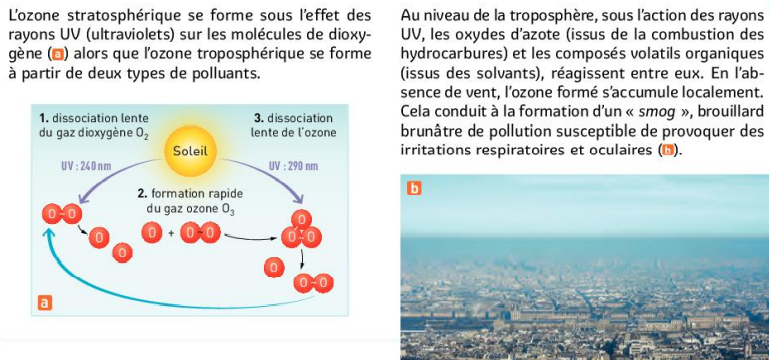 L'ozone stratosphérique se forme sous l'effet des
rayons UV (ultraviolets) sur les molécules de dioxy-
gène (a) alors que l'ozone troposphérique se forme
à partir de deux types de polluants.
1. dissociation lente
du gaz dioxygène O₂
Soleil
3. dissociation
lente de l'ozone
UV : 240 nm
UV : 290 nm
2. formation rapide
du gaz ozone O₃
O-O
O
O
O + O-O
O
O-O
O
O-O
a
Au niveau de la troposphère, sous l'action des rayons
UV, les oxydes d'azote (issus de la combustion des
hydrocarbures) et les composés volatils organiques
(issus des solvants), réagissent entre eux. En l'ab-
sence de vent, l'ozone formé s'accumule localement.
Cela conduit à la formation d'un « smog », brouillard
brunâtre de pollution susceptible de provoquer des
irritations respiratoires et oculaires (b).
b